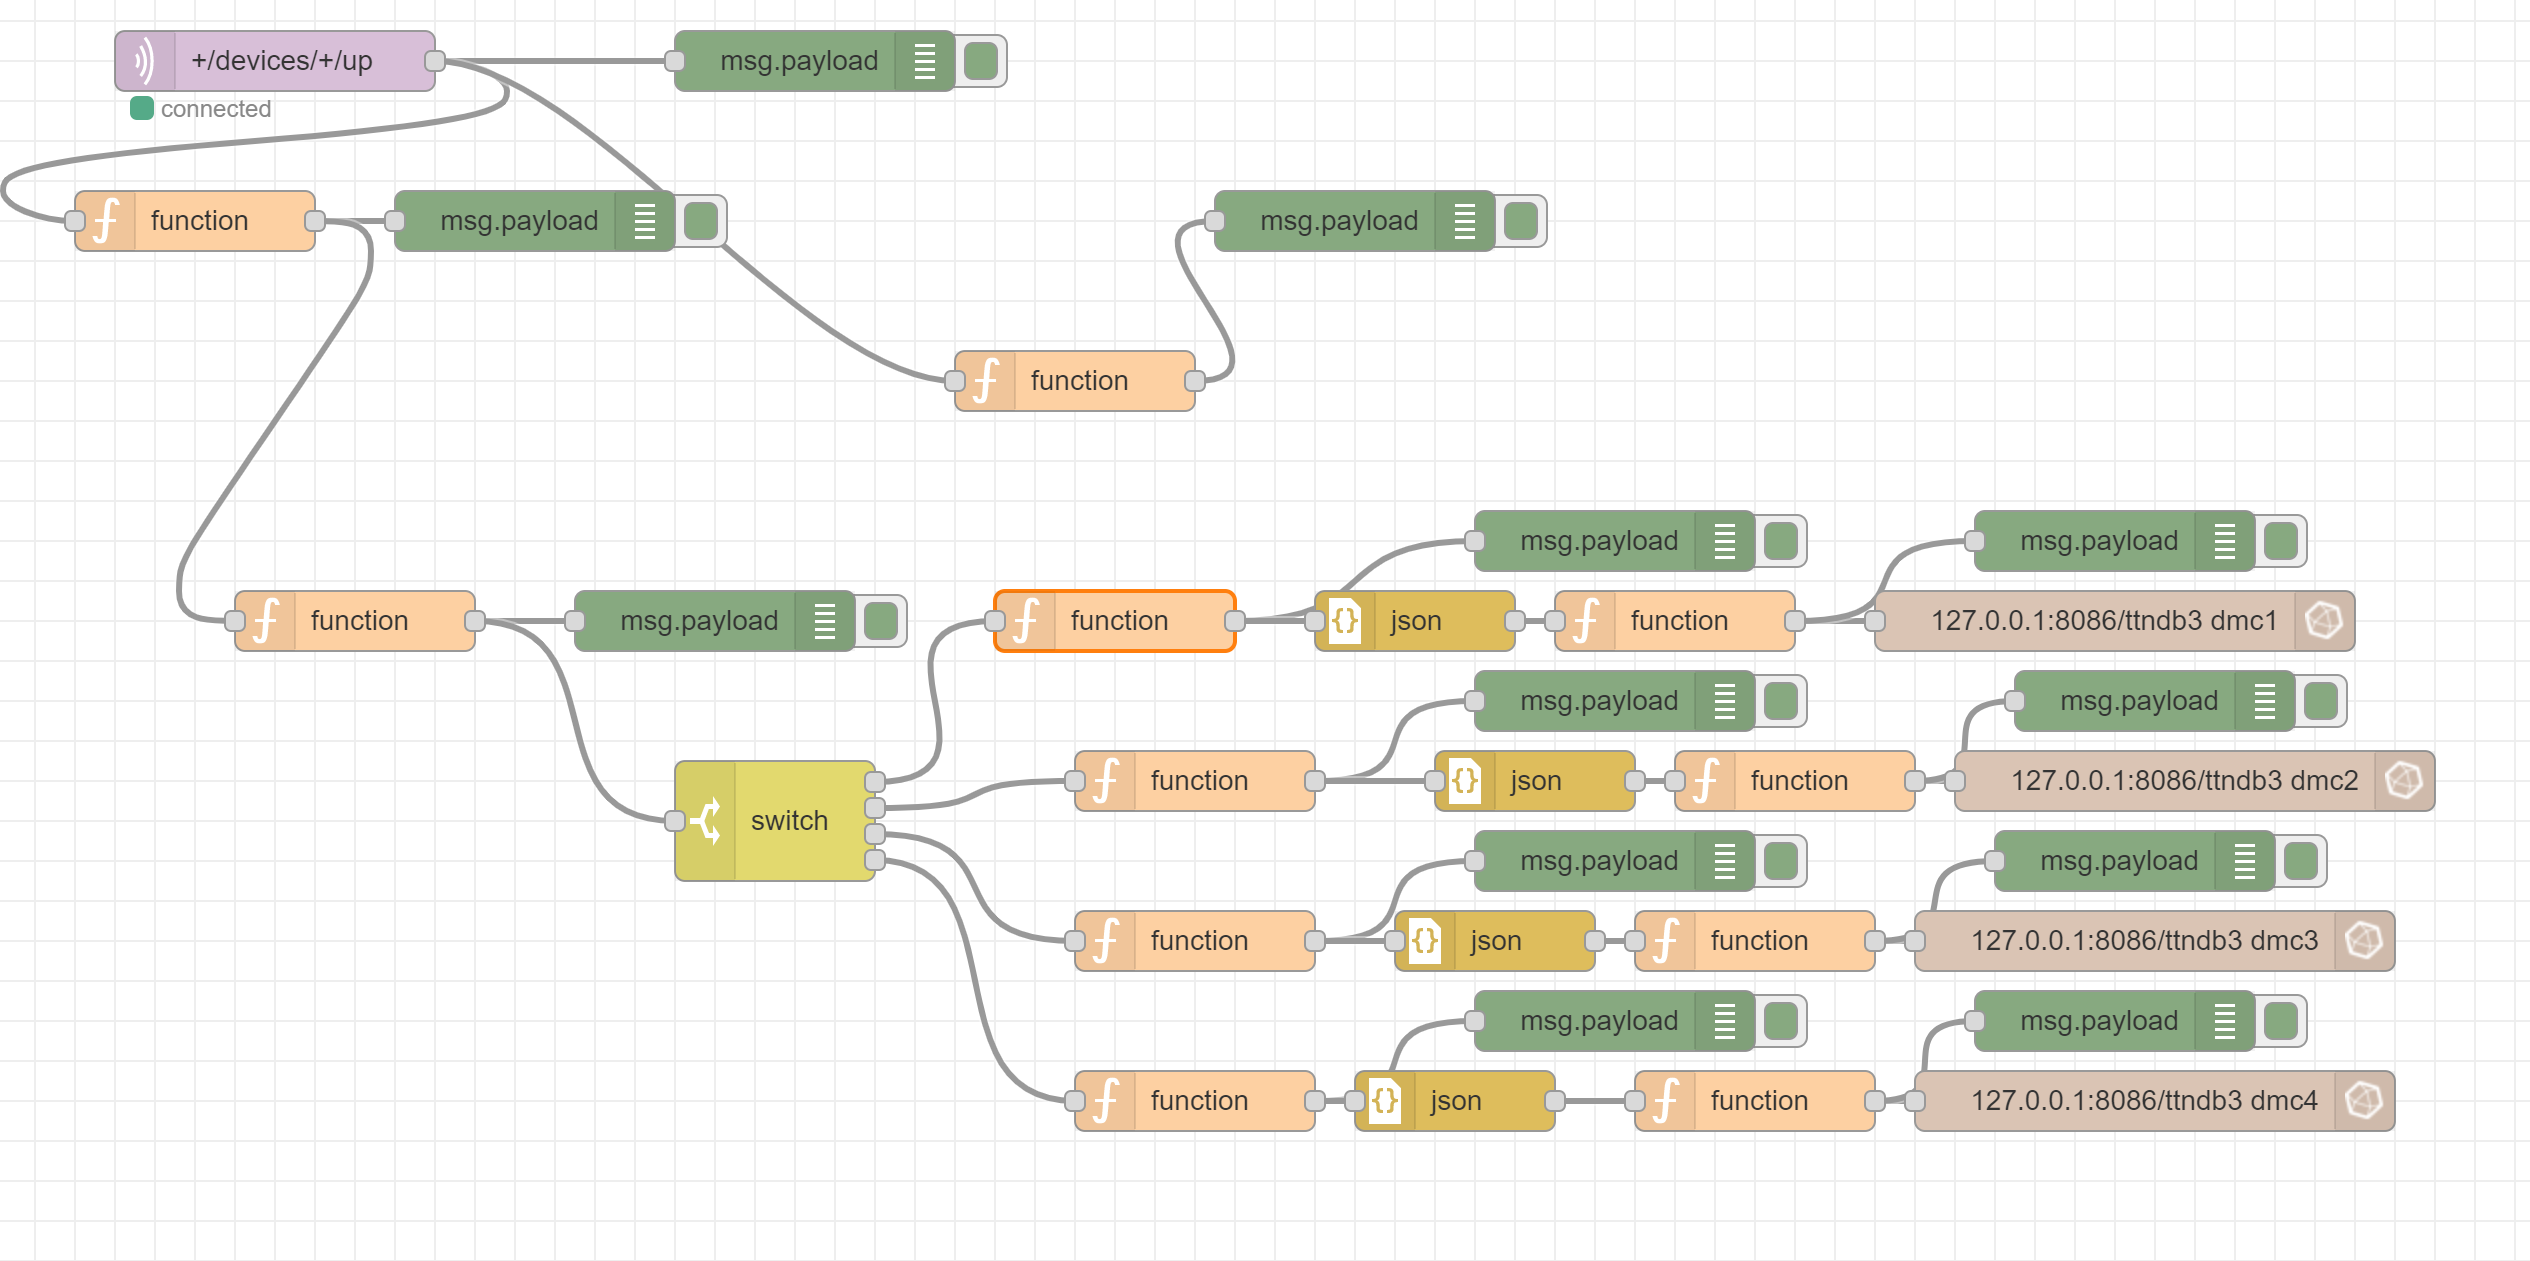 +/devices/+/up
msg.payload
connected
function
msg.payload
msg.payload
function
msg.payload
msg.payload
function
msg.payload
function
json
function
127.0.0.1:8086/ttndb3 dmc1
msg.payload
msg.payload
function
json
function
127.0.0.1:8086/ttndb3 dmc2
switch
msg.payload
msg.payload
function
json
function
127.0.0.1:8086/ttndb3 dmc3
msg.payload
msg.payload
function
json
function
127.0.0.1:8086/ttndb3 dmc4